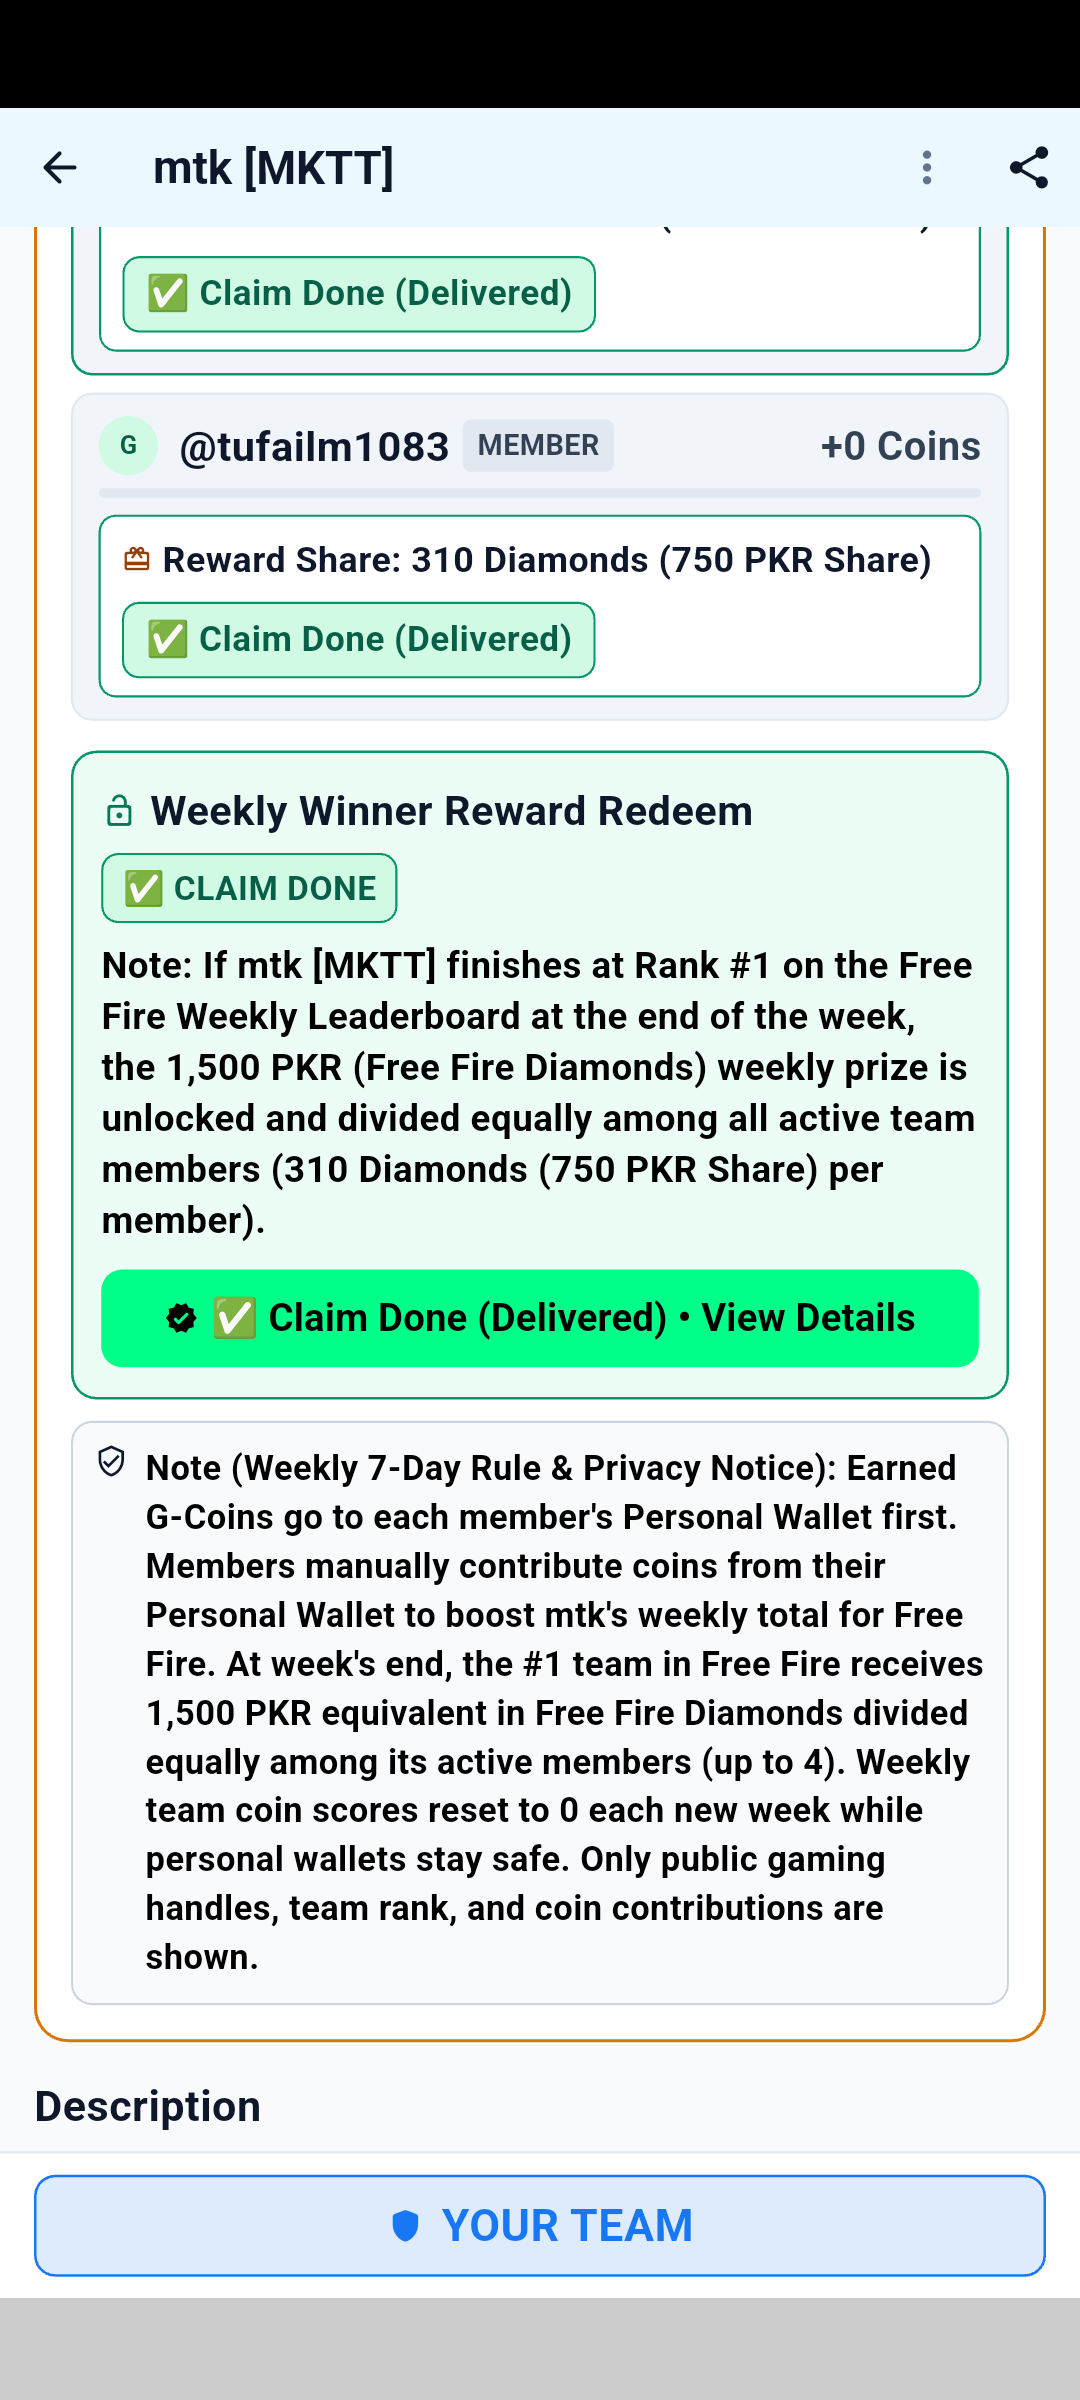 mtk [MKTT]
✅ Claim Done (Delivered)
G @tufailm1083 MEMBER +0 Coins
Reward Share: 310 Diamonds (750 PKR Share)
✅ Claim Done (Delivered)
Weekly Winner Reward Redeem
✅ CLAIM DONE
Note: If mtk [MKTT] finishes at Rank #1 on the Free
Fire Weekly Leaderboard at the end of the week,
the 1,500 PKR (Free Fire Diamonds) weekly prize is
unlocked and divided equally among all active team
members (310 Diamonds (750 PKR Share) per
member).
✅ Claim Done (Delivered) • View Details
Note (Weekly 7-Day Rule & Privacy Notice): Earned
G-Coins go to each member's Personal Wallet first.
Members manually contribute coins from their
Personal Wallet to boost mtk's weekly total for Free
Fire. At week's end, the #1 team in Free Fire receives
1,500 PKR equivalent in Free Fire Diamonds divided
equally among its active members (up to 4). Weekly
team coin scores reset to 0 each new week while
personal wallets stay safe. Only public gaming
handles, team rank, and coin contributions are
shown.
Description
YOUR TEAM